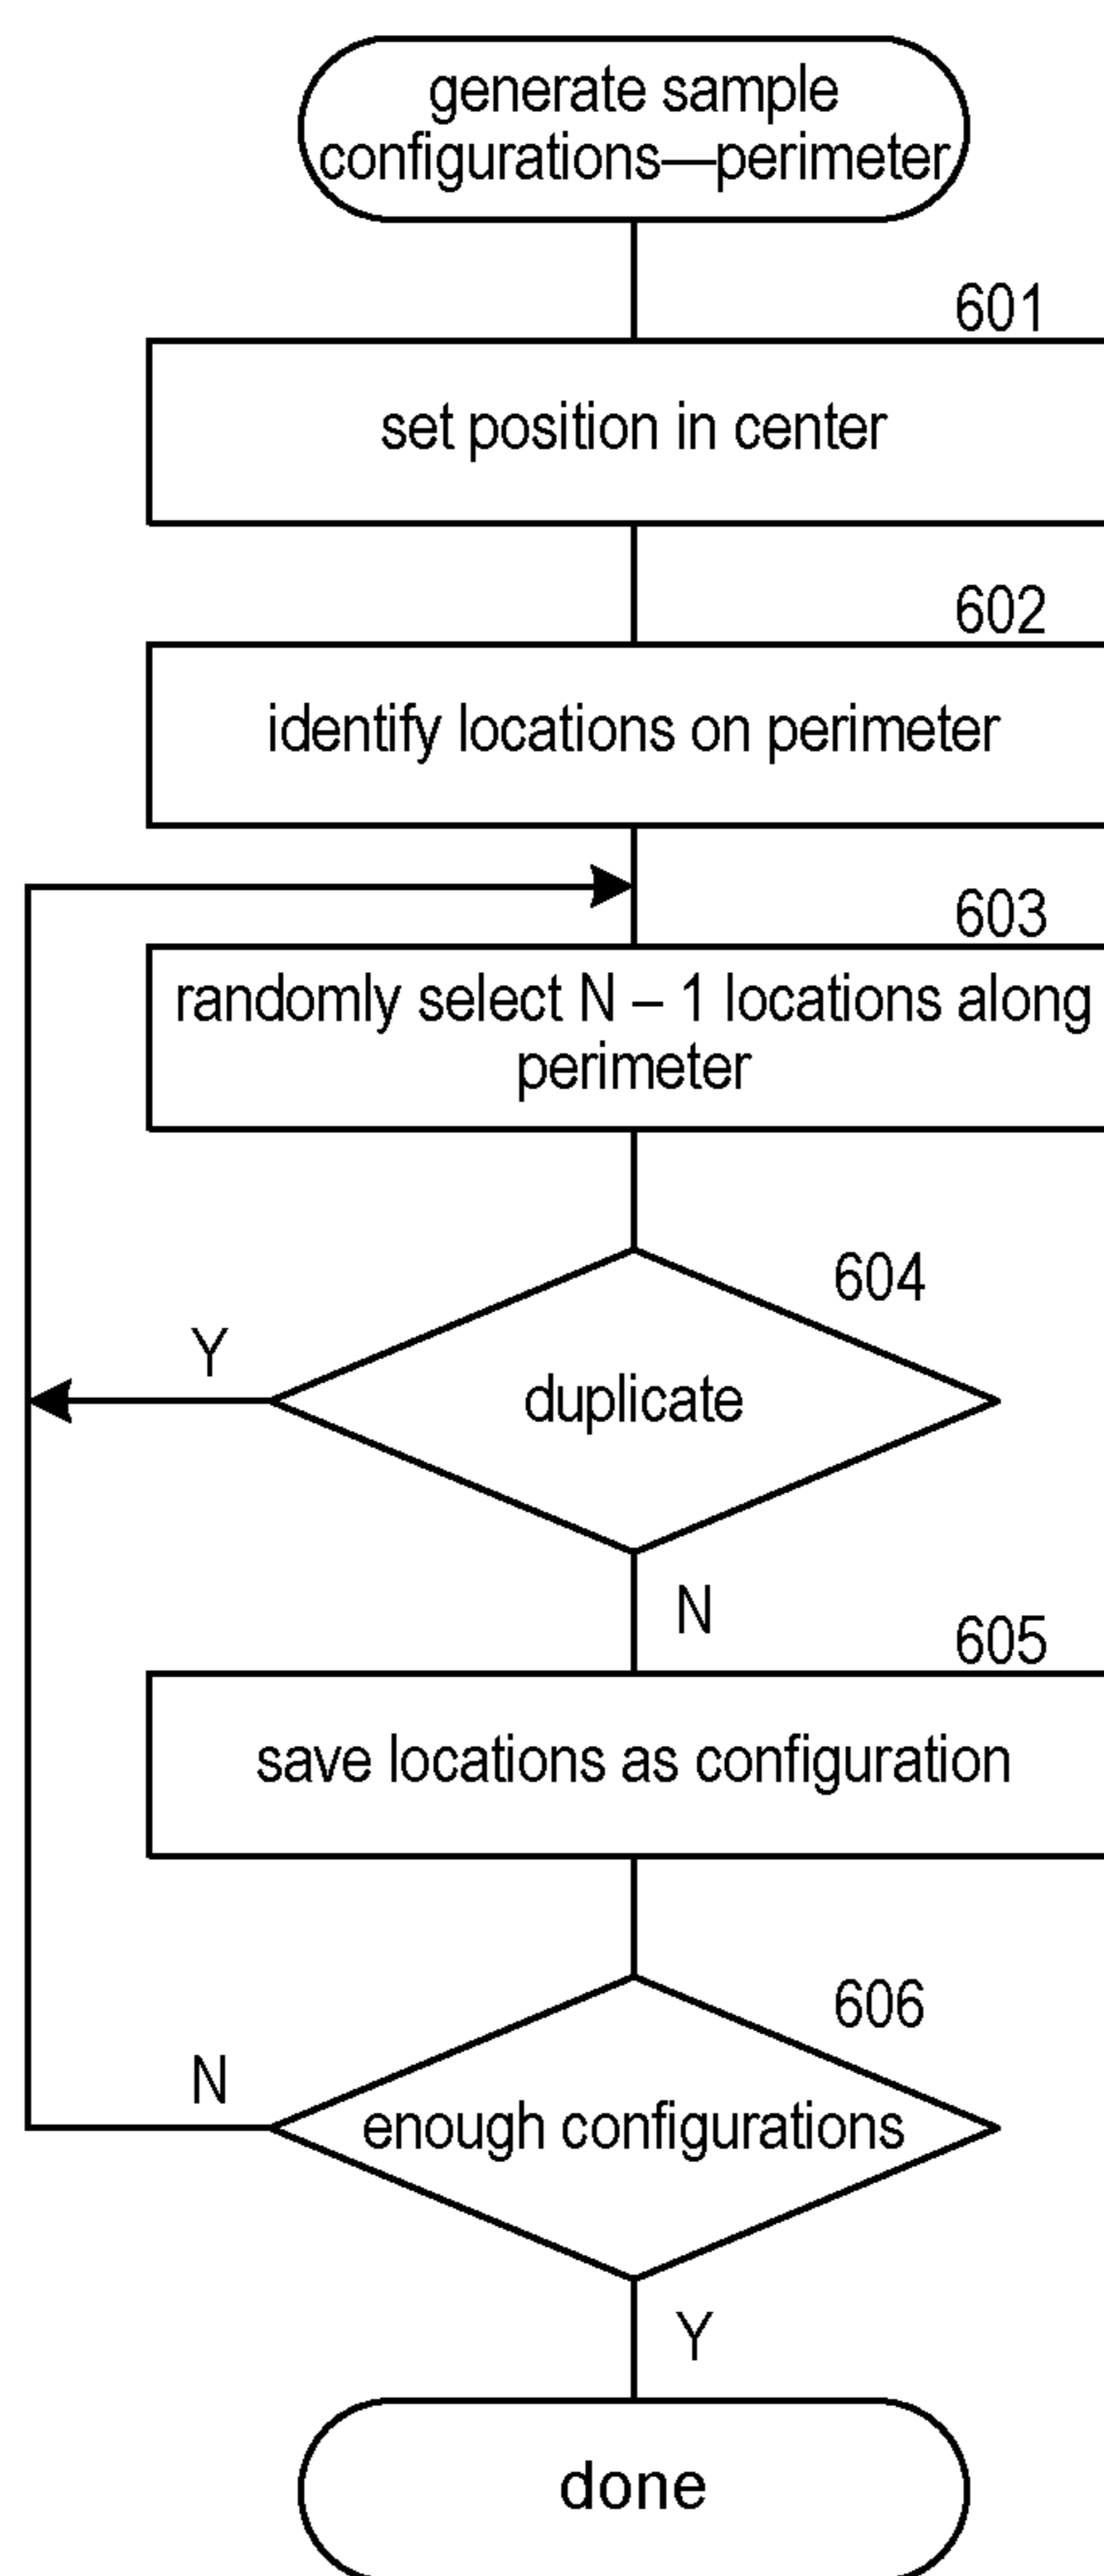 generate sample
configurations—perimeter
601
set position in center
602
identify locations on perimeter
603
randomly select N – 1 locations along
perimeter
604
Y
duplicate
N
605
save locations as configuration
606
N
enough configurations
Y
done